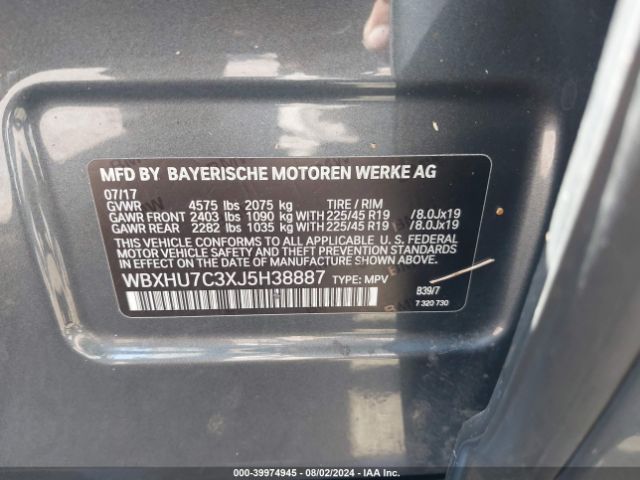 MFD BY BAYERISCHE MOTOREN WERKE AG
07/17
GVWR 4575 lbs 2075 kg TIRE / RIM
GAWR FRONT 2403 lbs 1090 kg WITH 225/45 R19 /8.0Jx19
GAWR REAR 2282 lbs 1035 kg WITH 225/45 R19 /8.0Jx19
THIS VEHICLE CONFORMS TO ALL APPLICABLE U. S. FEDERAL
MOTOR VEHICLE SAFETY AND THEFT PREVENTION STANDARDS
IN EFFECT ON THE DATE OF MANUFACTURE SHOWN ABOVE.
WBXHU7C3XJ5H38887 TYPE: MPV
B39/7
7 320 730
000-39974945 - 08/02/2024 - IAA Inc.